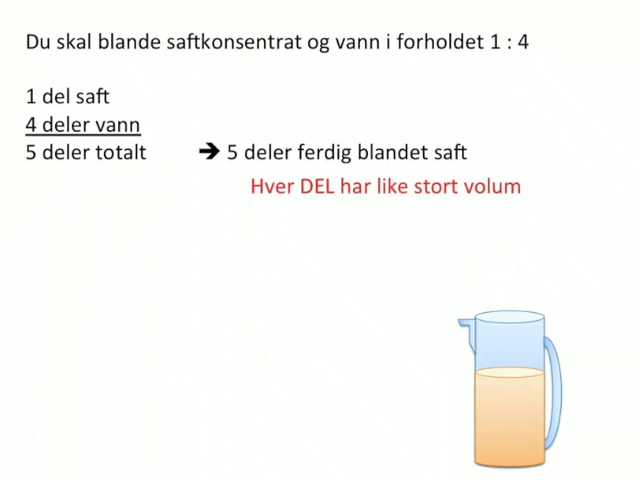 Du skal blande saftkonsentrat og vann i forholdet 1 : 4
1 del saft
4 deler vann
5 deler totalt ➔ 5 deler ferdig blandet saft
Hver DEL har like stort volum